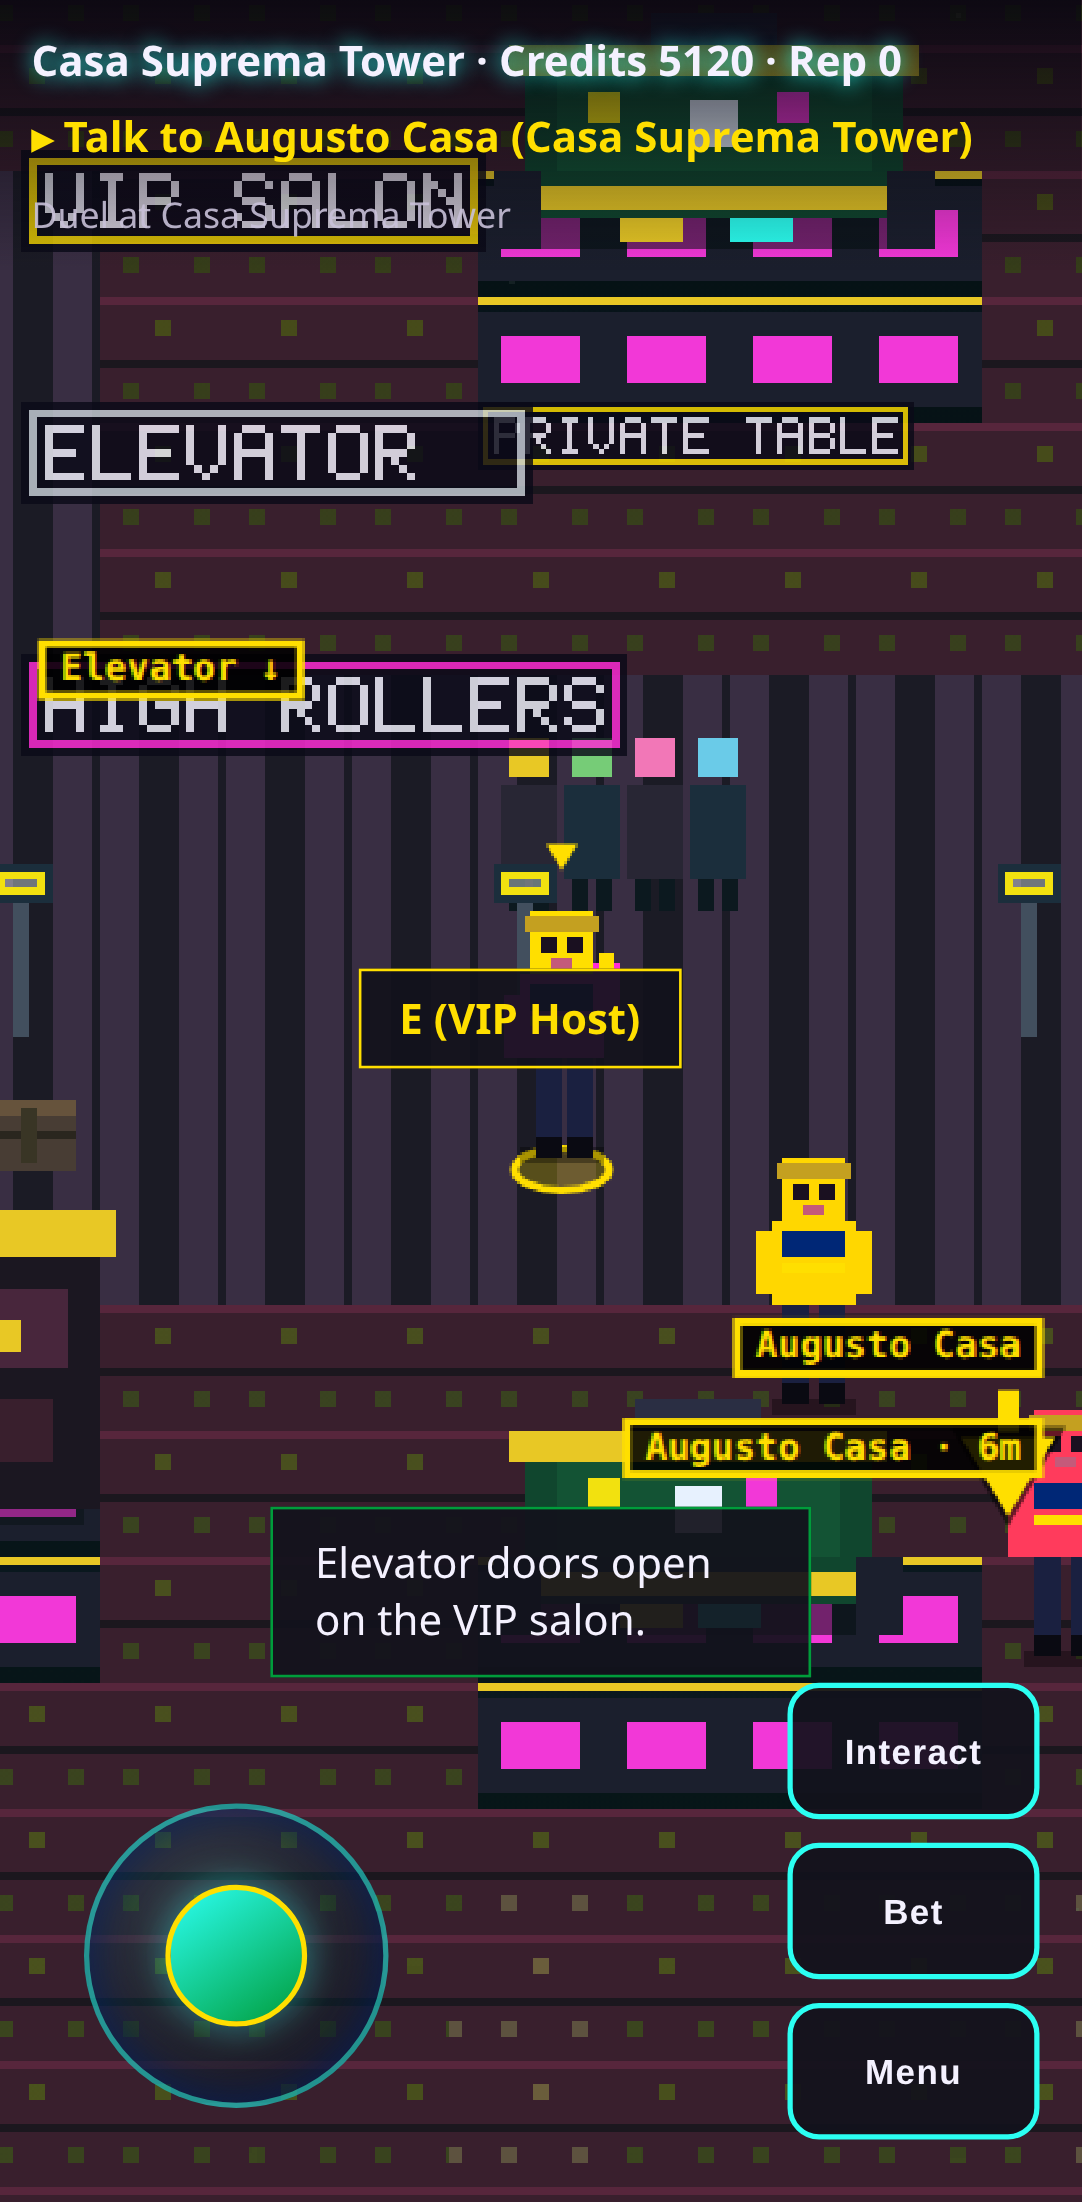 Casa Suprema Tower · Credits 5120 · Rep 0
▸ Talk to Augusto Casa (Casa Suprema Tower)
VIP SALON
Duel at Casa Suprema Tower
ELEVATOR
PRIVATE TABLE
Elevator ↓
HIGH ROLLERS
E (VIP Host)
Augusto Casa
Augusto Casa · 6m
Elevator doors open
on the VIP salon.
Interact
Bet
Menu